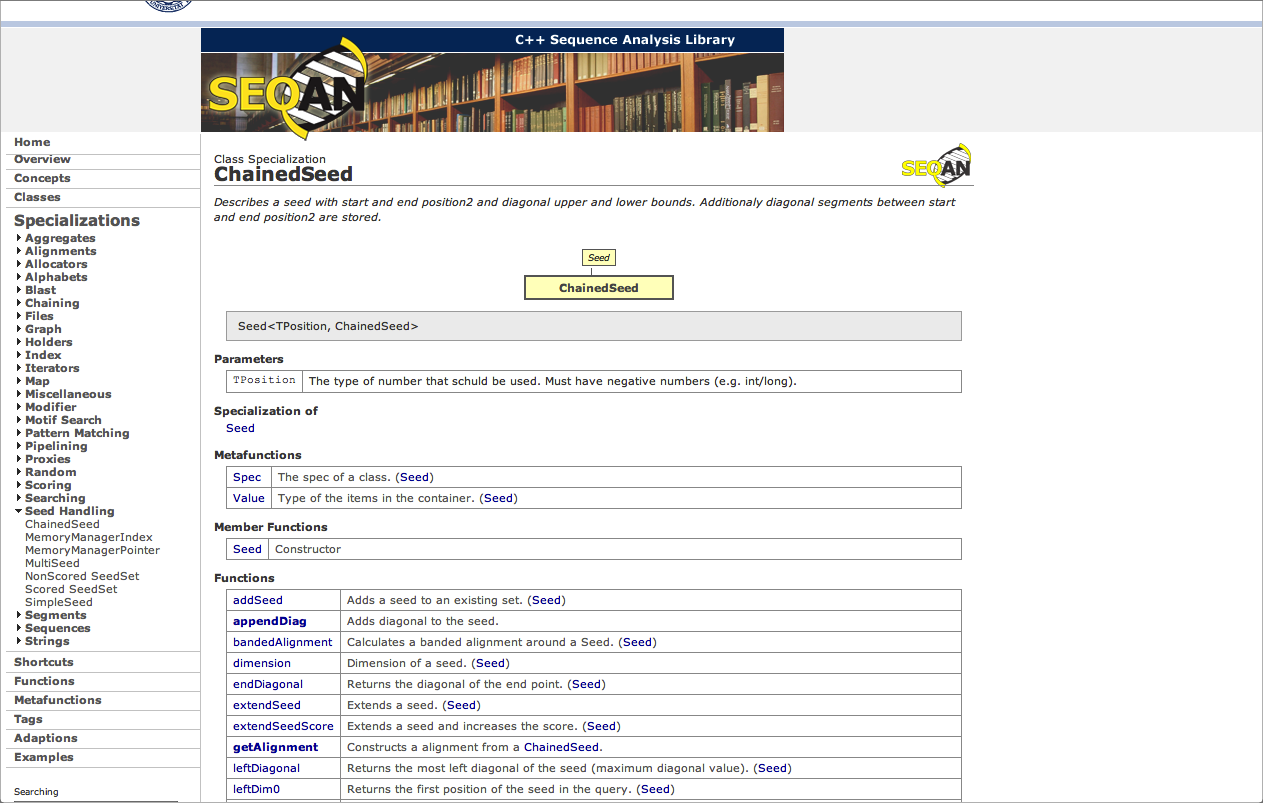 UNIVERSITÄT
C++ Sequence Analysis Library
SEQAN
Home
Overview
Concepts
Classes
Specializations
Aggregates
Alignments
Allocators
Alphabets
Blast
Chaining
Files
Graph
Holders
Index
Iterators
Map
Miscellaneous
Modifier
Motif Search
Pattern Matching
Pipelining
Proxies
Random
Scoring
Searching
Seed Handling
ChainedSeed
MemoryManagerIndex
MemoryManagerPointer
MultiSeed
NonScored SeedSet
Scored SeedSet
SimpleSeed
Segments
Sequences
Strings
Shortcuts
Functions
Metafunctions
Tags
Adaptions
Examples
Searching
Class Specialization
ChainedSeed
SEQAN
Describes a seed with start and end position2 and diagonal upper and lower bounds. Additionaly diagonal segments between start
and end position2 are stored.
Seed
ChainedSeed
Seed<TPosition, ChainedSeed>
Parameters
TPosition The type of number that schuld be used. Must have negative numbers (e.g. int/long).
Specialization of
Seed
Metafunctions
Spec The spec of a class. (Seed)
Value Type of the items in the container. (Seed)
Member Functions
Seed Constructor
Functions
addSeed Adds a seed to an existing set. (Seed)
appendDiag Adds diagonal to the seed.
bandedAlignment Calculates a banded alignment around a Seed. (Seed)
dimension Dimension of a seed. (Seed)
endDiagonal Returns the diagonal of the end point. (Seed)
extendSeed Extends a seed. (Seed)
extendSeedScore Extends a seed and increases the score. (Seed)
getAlignment Constructs a alignment from a ChainedSeed.
leftDiagonal Returns the most left diagonal of the seed (maximum diagonal value). (Seed)
leftDim0 Returns the first position of the seed in the query. (Seed)